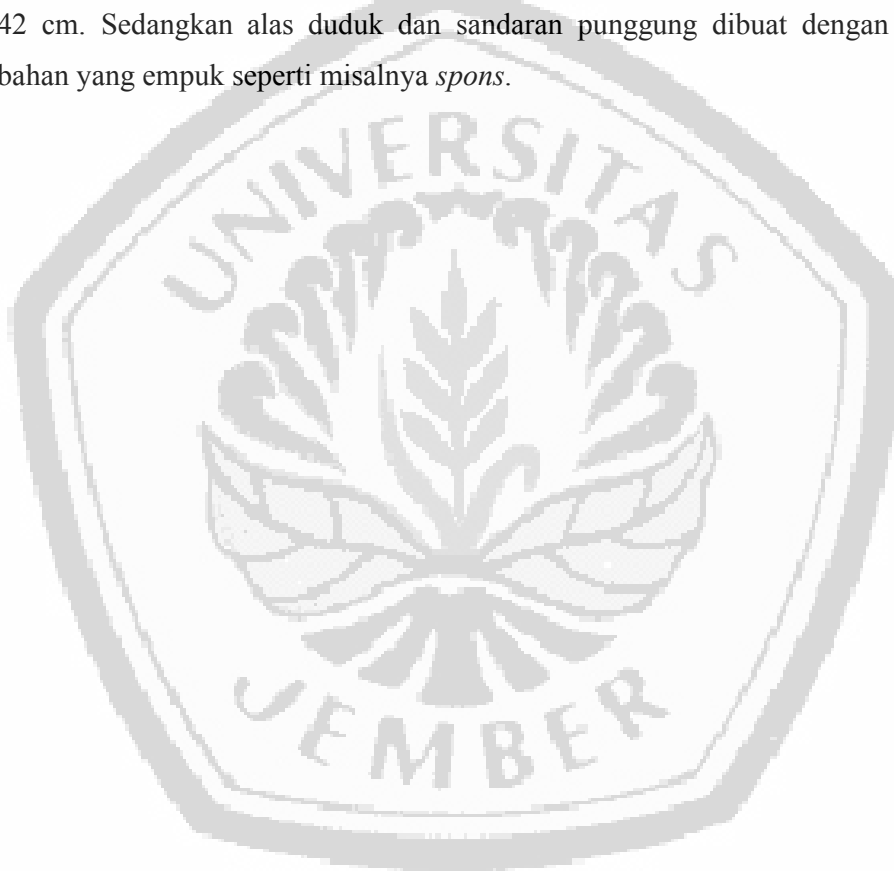 42 cm. Sedangkan alas duduk dan sandaran punggung dibuat dengan
bahan yang empuk seperti misalnya spons.
UNIVERSITAS
JEMBER